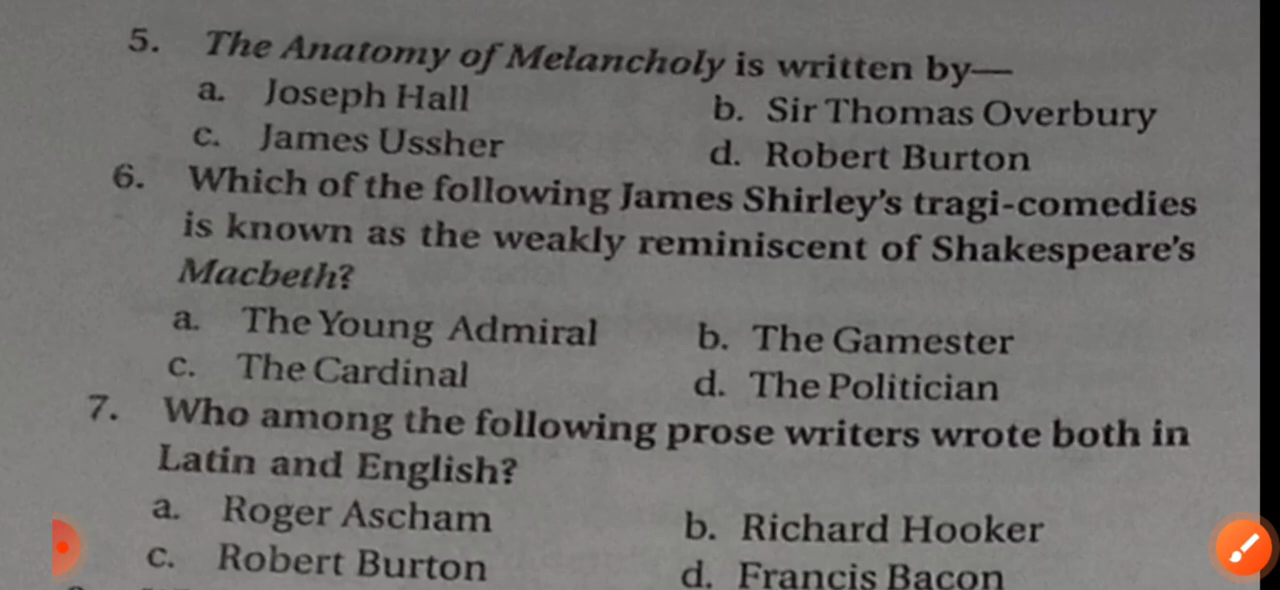 5. The Anatomy of Melancholy is written by—
a. Joseph Hall b. Sir Thomas Overbury
c. James Ussher d. Robert Burton
6. Which of the following James Shirley's tragi-comedies
is known as the weakly reminiscent of Shakespeare's
Macbeth?
a. The Young Admiral b. The Gamester
c. The Cardinal d. The Politician
7. Who among the following prose writers wrote both in
Latin and English?
a. Roger Ascham b. Richard Hooker
c. Robert Burton d. Francis Bacon